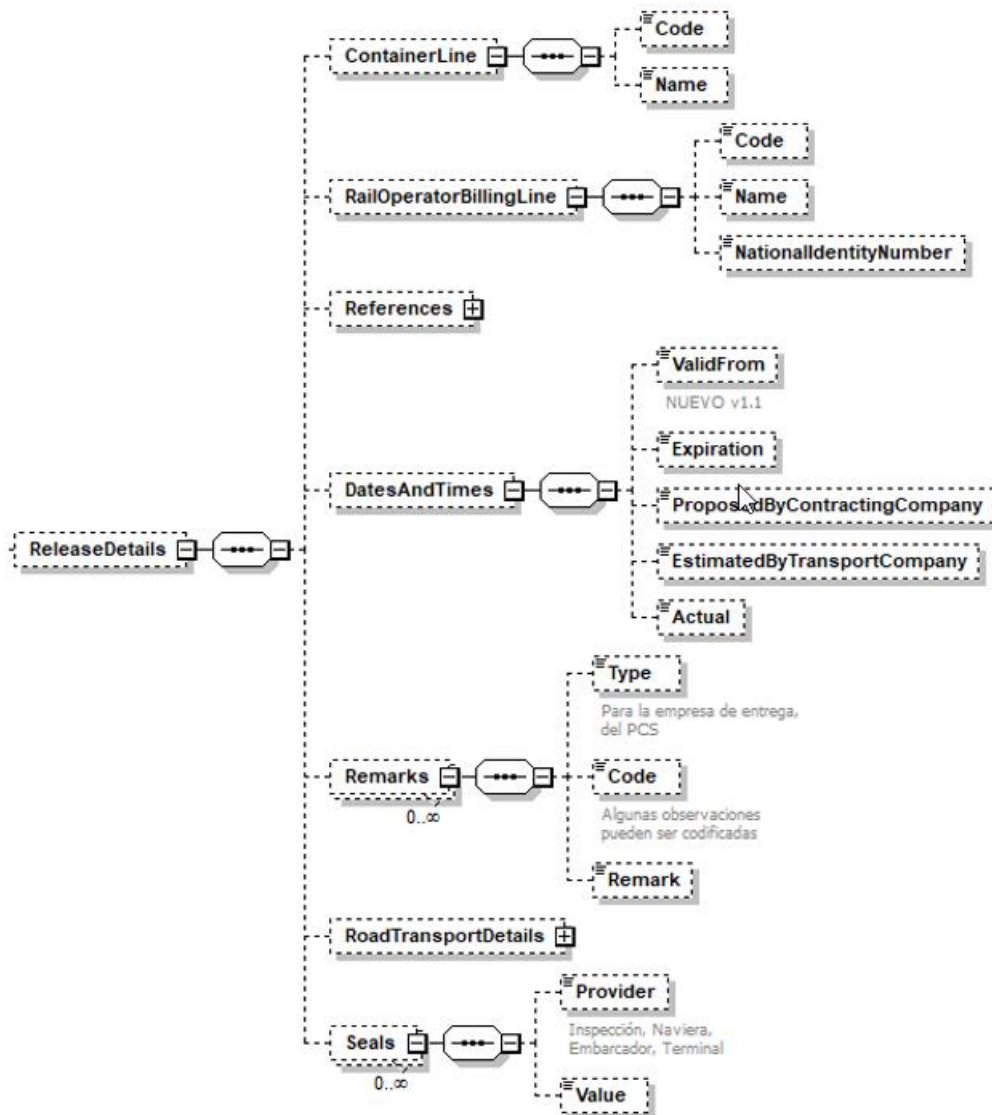 ContainerLine
Code
Name
RailOperatorBillingLine
Code
Name
NationalIdentityNumber
References
DatesAndTimes
ValidFrom
NUEVO v1.1
Expiration
ProposedByContractingCompany
EstimatedByTransportCompany
Actual
ReleaseDetails
Remarks
0..∞
Type
Para la empresa de entrega,
del PCS
Code
Algunas observaciones
pueden ser codificadas
Remark
RoadTransportDetails
Seals
0..∞
Provider
Inspección, Naviera,
Embarcador, Terminal
Value